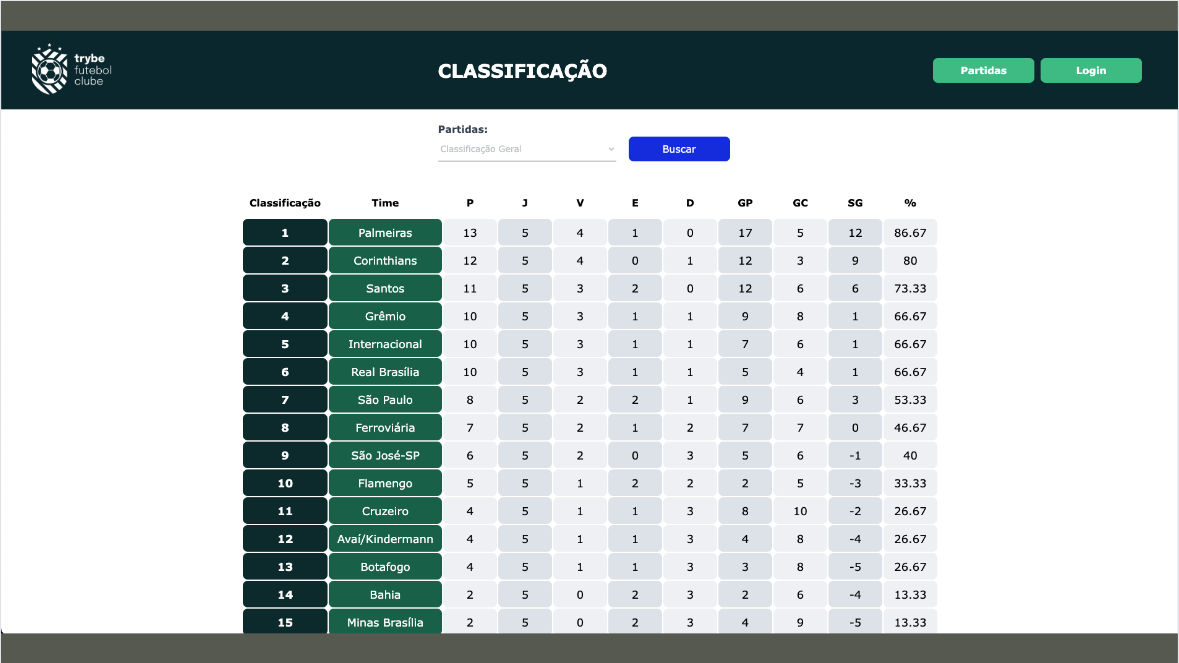 trybe
futebol
clube
CLASSIFICAÇÃO
Partidas
Login
Partidas:
Classificação Geral
Buscar
Classificação Time P J V E D GP GC SG %
1 Palmeiras 13 5 4 1 0 17 5 12 86.67
2 Corinthians 12 5 4 0 1 12 3 9 80
3 Santos 11 5 3 2 0 12 6 6 73.33
4 Grêmio 10 5 3 1 1 9 8 1 66.67
5 Internacional 10 5 3 1 1 7 6 1 66.67
6 Real Brasília 10 5 3 1 1 5 4 1 66.67
7 São Paulo 8 5 2 2 1 9 6 3 53.33
8 Ferroviária 7 5 2 1 2 7 7 0 46.67
9 São José-SP 6 5 2 0 3 5 6 -1 40
10 Flamengo 5 5 1 2 2 2 5 -3 33.33
11 Cruzeiro 4 5 1 1 3 8 10 -2 26.67
12 Avaí/Kindermann 4 5 1 1 3 4 8 -4 26.67
13 Botafogo 4 5 1 1 3 3 8 -5 26.67
14 Bahia 2 5 0 2 3 2 6 -4 13.33
15 Minas Brasília 2 5 0 2 3 4 9 -5 13.33